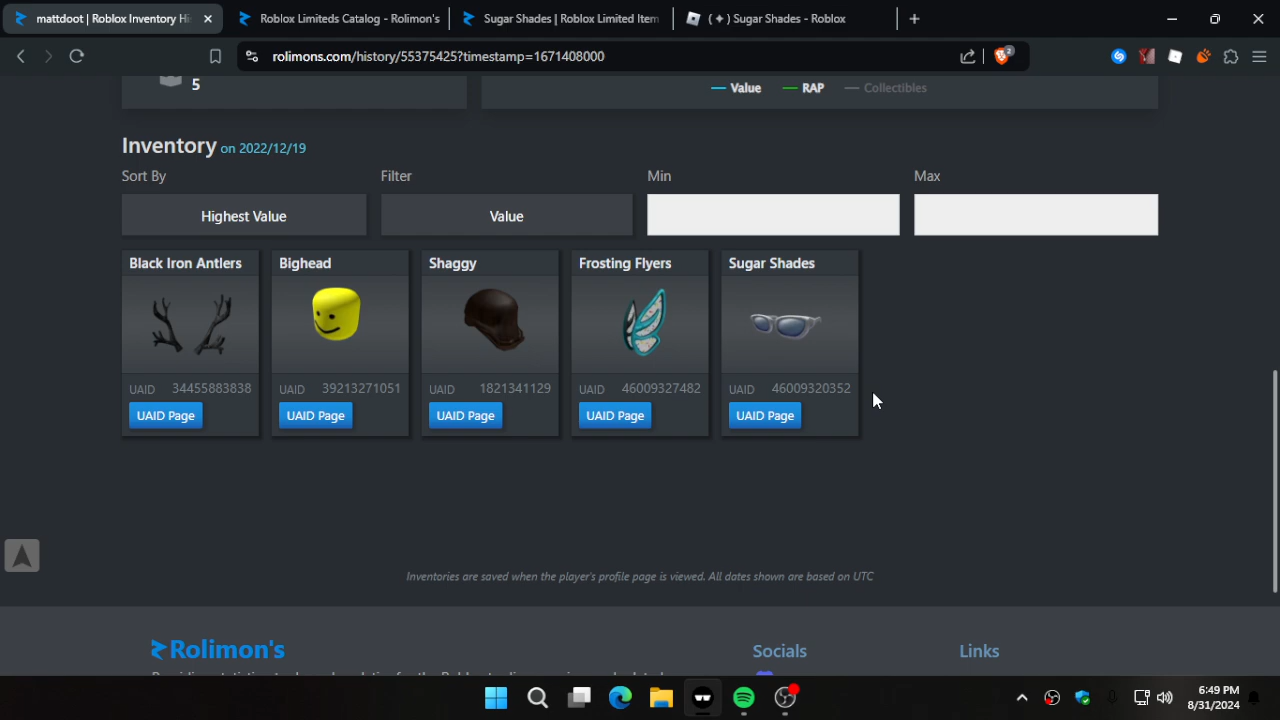 mattdoot | Roblox Inventory Hi
Roblox Limiteds Catalog - Rolimon's
Sugar Shades | Roblox Limited Item
(✦) Sugar Shades - Roblox
rolimons.com/history/55375425?timestamp=1671408000
2
5
Value
RAP
Collectibles
Inventory on 2022/12/19
Sort By
Filter
Min
Max
Highest Value
Value
Black Iron Antlers
Bighead
Shaggy
Frosting Flyers
Sugar Shades
UAID 34455883838
UAID 39213271051
UAID 1821341129
UAID 46009327482
UAID 46009320352
UAID Page
UAID Page
UAID Page
UAID Page
UAID Page
Inventories are saved when the player's profile page is viewed. All dates shown are based on UTC
Rolimon's
Socials
Links
6:49 PM
8/31/2024